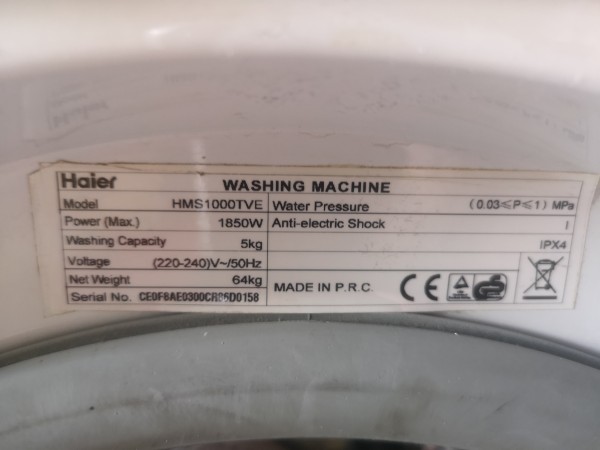 Haier WASHING MACHINE
Model HMS1000TVE Water Pressure (0.03≤P≤1) MPa
Power (Max.) 1850W Anti-electric Shock I
Washing Capacity 5kg IPX4
Voltage (220-240)V~/50Hz
Net Weight 64kg MADE IN P.R.C.
Serial No.